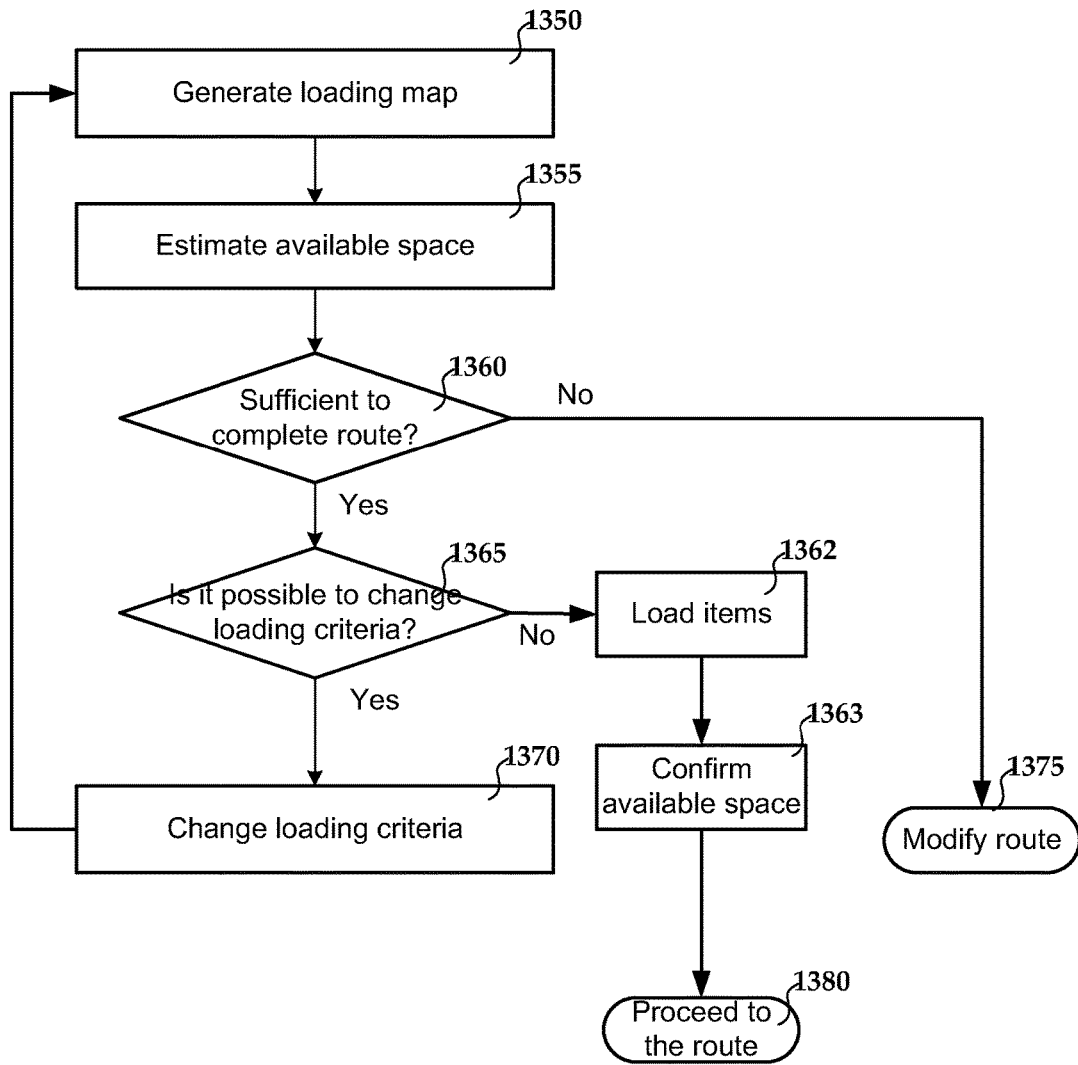 1350
Generate loading map
1355
Estimate available space
1360
Sufficient to
complete route?
No
Yes
1365
Is it possible to change
loading criteria?
No
1362
Load items
Yes
1363
Confirm
available space
1370
Change loading criteria
1375
Modify route
1380
Proceed to
the route